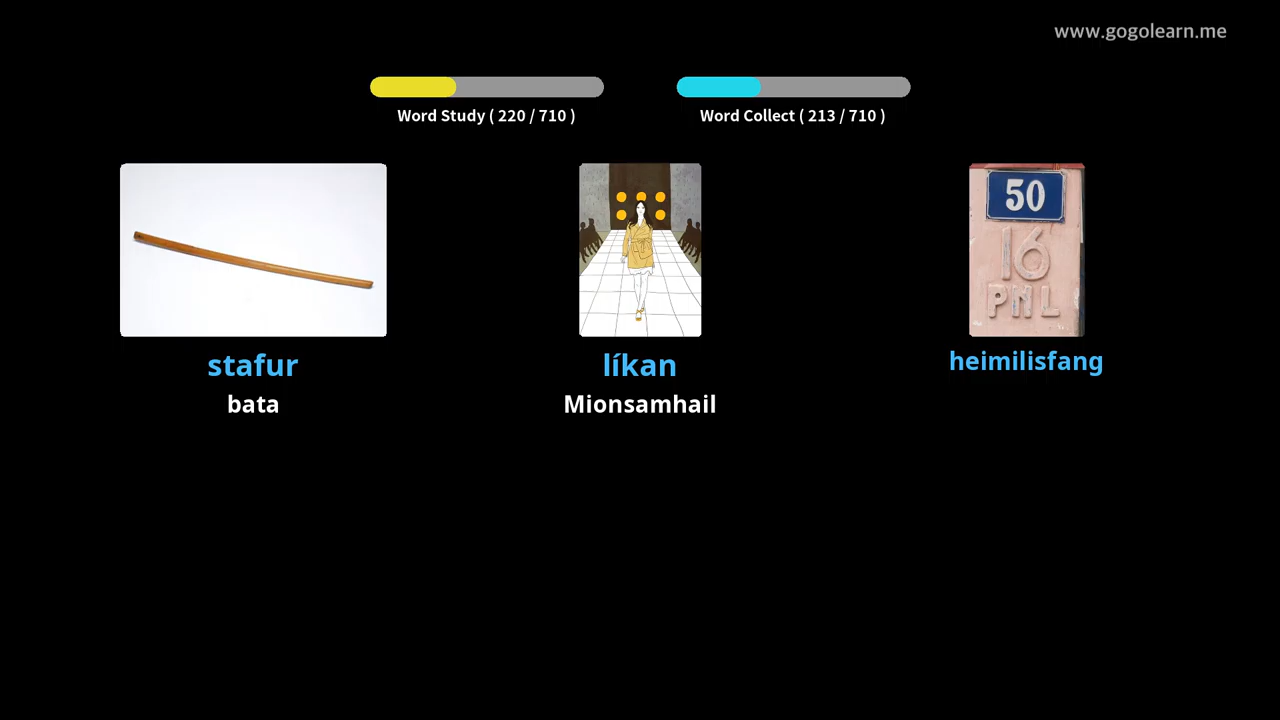 www.gogolearn.me
Word Study ( 220 / 710 )
Word Collect ( 213 / 710 )
50
16
PNL
stafur
líkan
heimilisfang
bata
Mionsamhail